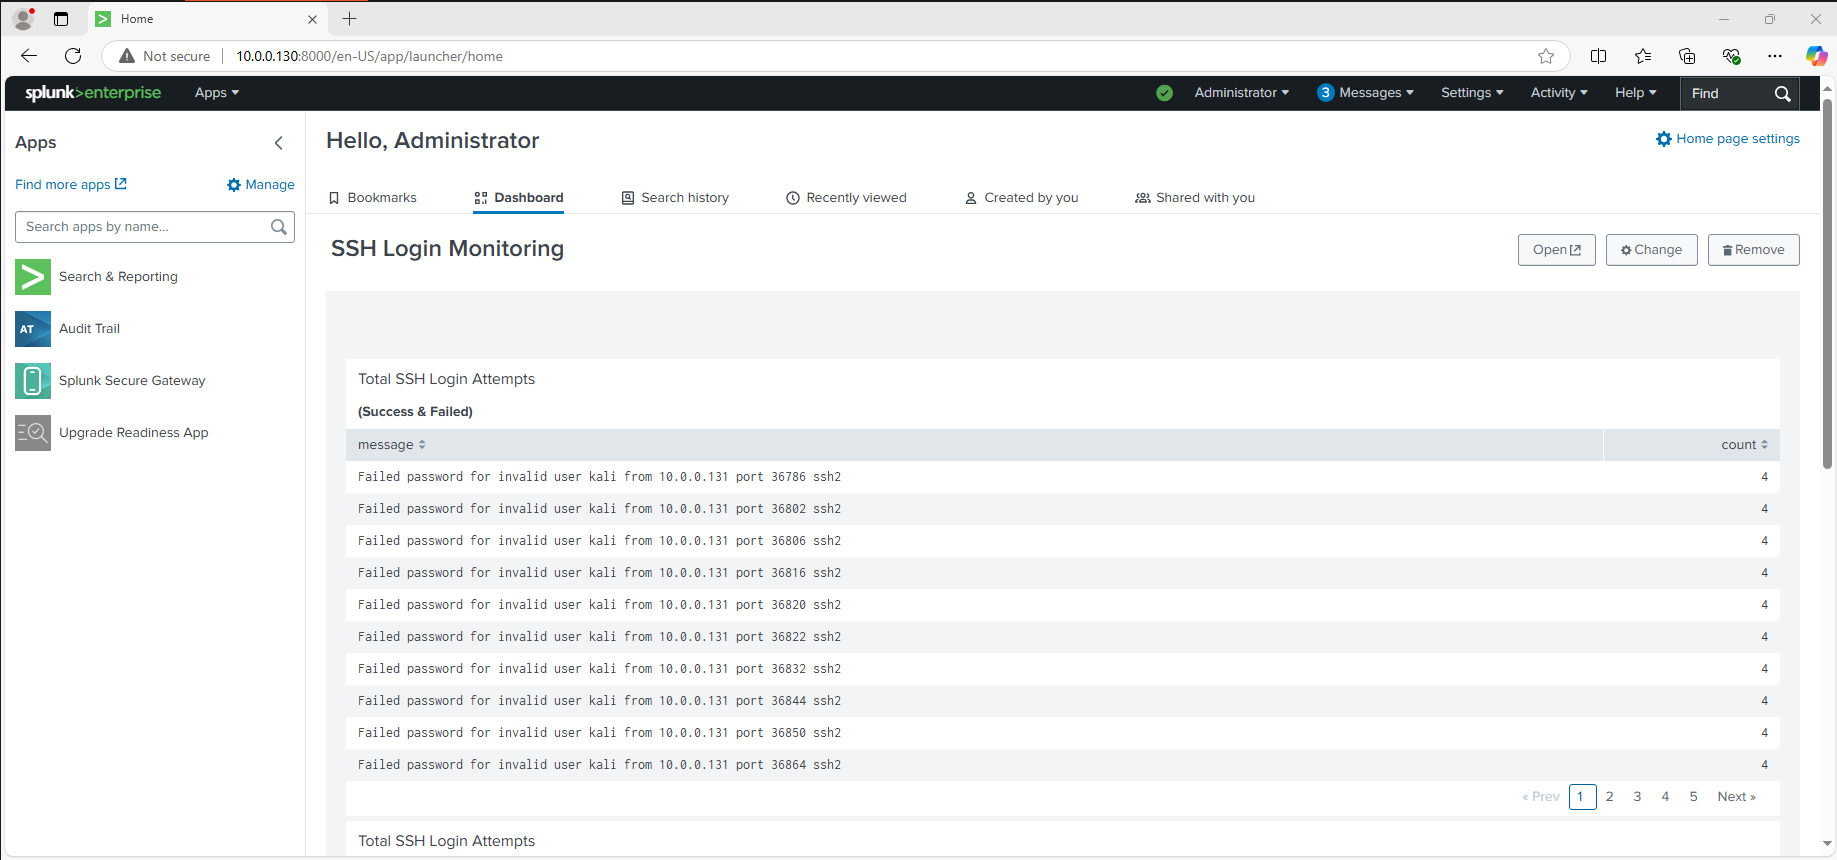 Home
Not secure
10.0.0.130:8000/en-US/app/launcher/home
splunk>enterprise
Apps
Administrator
3 Messages
Settings
Activity
Help
Find
Apps
Find more apps
Manage
Search apps by name...
Search & Reporting
AT Audit Trail
Splunk Secure Gateway
Upgrade Readiness App
Hello, Administrator
Home page settings
Bookmarks
Dashboard
Search history
Recently viewed
Created by you
Shared with you
SSH Login Monitoring
Open
Change
Remove
Total SSH Login Attempts
(Success & Failed)
message count
Failed password for invalid user kali from 10.0.0.131 port 36786 ssh2 4
Failed password for invalid user kali from 10.0.0.131 port 36802 ssh2 4
Failed password for invalid user kali from 10.0.0.131 port 36806 ssh2 4
Failed password for invalid user kali from 10.0.0.131 port 36816 ssh2 4
Failed password for invalid user kali from 10.0.0.131 port 36820 ssh2 4
Failed password for invalid user kali from 10.0.0.131 port 36822 ssh2 4
Failed password for invalid user kali from 10.0.0.131 port 36832 ssh2 4
Failed password for invalid user kali from 10.0.0.131 port 36844 ssh2 4
Failed password for invalid user kali from 10.0.0.131 port 36850 ssh2 4
Failed password for invalid user kali from 10.0.0.131 port 36864 ssh2 4
« Prev 1 2 3 4 5 Next »
Total SSH Login Attempts